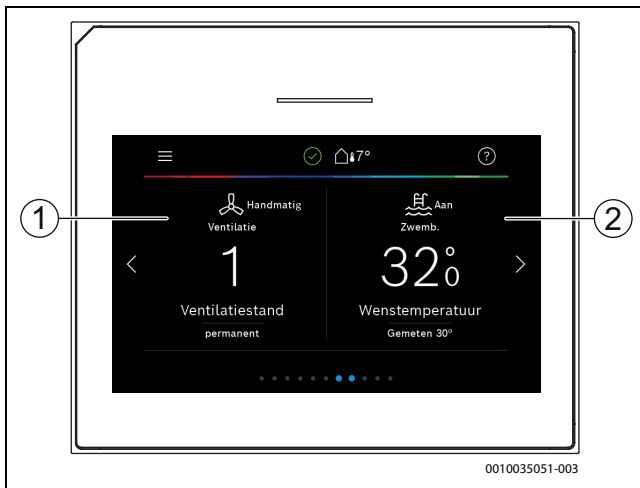 7°
?
Handmatig
Aan
Ventilatie
Zwemb.
1
2
1
32°0
Ventilatiestand
Wenstemperatuur
permanent
Gemeten 30°
0010035051-003